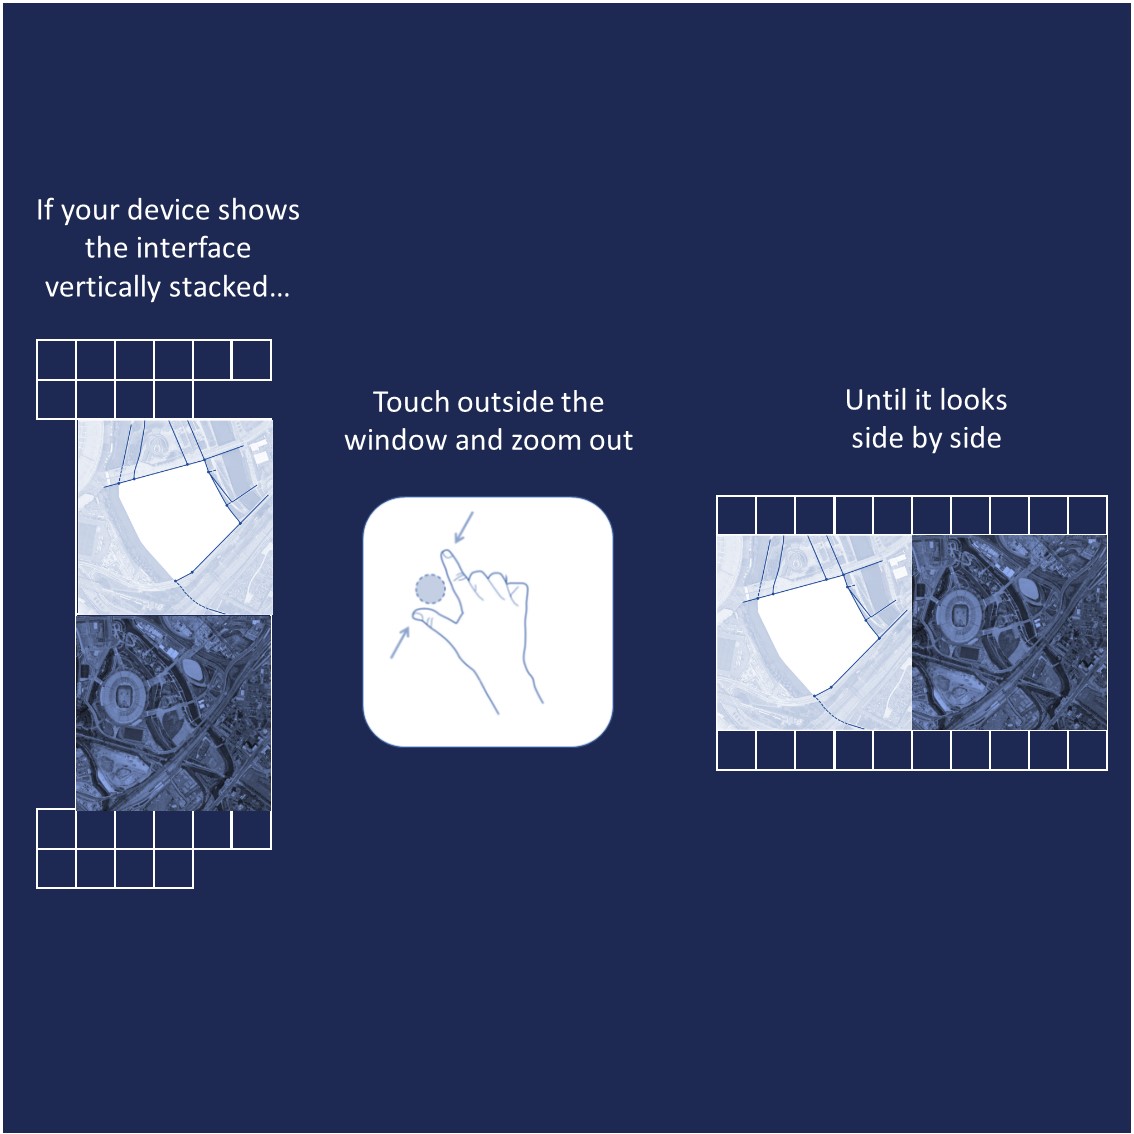 If your device shows
the interface
vertically stacked...
Touch outside the
window and zoom out
Until it looks
side by side